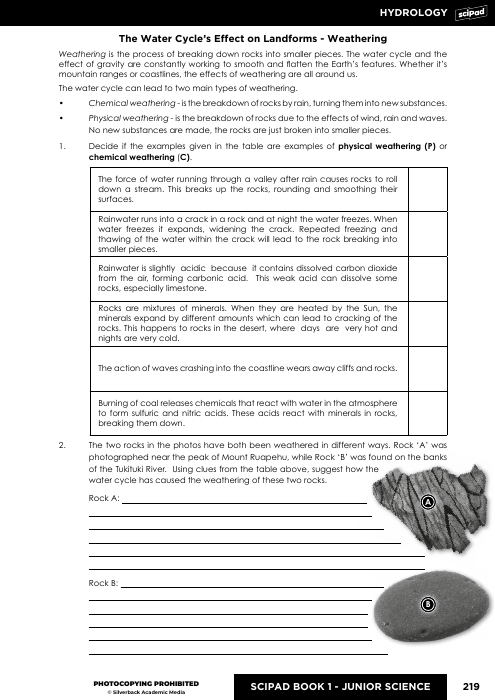 HYDROLOGY scipad
The Water Cycle's Effect on Landforms - Weathering
Weathering is the process of breaking down rocks into smaller pieces. The water cycle and the
effect of gravity are constantly working to smooth and flatten the Earth's features. Whether it's
mountain ranges or coastlines, the effects of weathering are all around us.
The water cycle can lead to two main types of weathering.
• Chemical weathering - is the breakdown of rocks by rain, turning them into new substances.
• Physical weathering - is the breakdown of rocks due to the effects of wind, rain and waves.
No new substances are made, the rocks are just broken into smaller pieces.
1. Decide if the examples given in the table are examples of physical weathering (P) or
chemical weathering (C).
The force of water running through a valley after rain causes rocks to roll
down a stream. This breaks up the rocks, rounding and smoothing their
surfaces.
Rainwater runs into a crack in a rock and at night the water freezes. When
water freezes it expands, widening the crack. Repeated freezing and
thawing of the water within the crack will lead to the rock breaking into
smaller pieces.
Rainwater is slightly acidic because it contains dissolved carbon dioxide
from the air, forming carbonic acid. This weak acid can dissolve some
rocks, especially limestone.
Rocks are mixtures of minerals. When they are heated by the Sun, the
minerals expand by different amounts which can lead to cracking of the
rocks. This happens to rocks in the desert, where days are very hot and
nights are very cold.
The action of waves crashing into the coastline wears away cliffs and rocks.
Burning of coal releases chemicals that react with water in the atmosphere
to form sulfuric and nitric acids. These acids react with minerals in rocks,
breaking them down.
2. The two rocks in the photos have both been weathered in different ways. Rock 'A' was
photographed near the peak of Mount Ruapehu, while Rock 'B' was found on the banks
of the Tukituki River. Using clues from the table above, suggest how the
water cycle has caused the weathering of these two rocks.
Rock A:
A
Rock B:
B
PHOTOCOPYING PROHIBITED
© Silverback Academic Media
SCIPAD BOOK 1 - JUNIOR SCIENCE 219